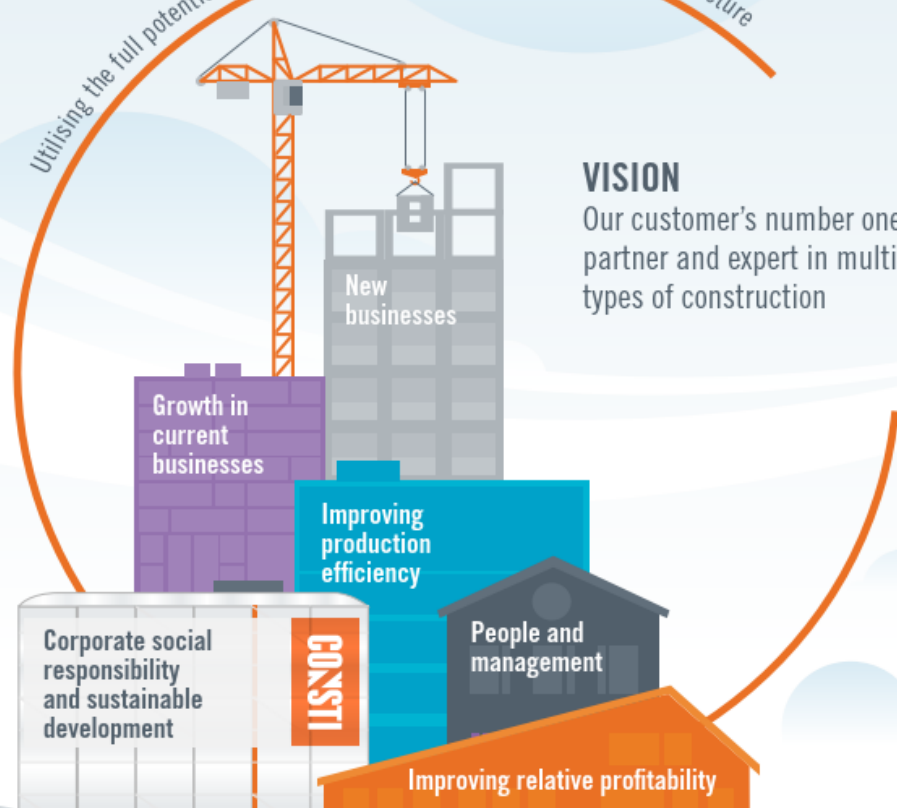 Utilising the full
VISION
Our customer's number one
partner and expert in multi
types of construction
New
businesses
Growth in
current
businesses
Improving
production
efficiency
People and
management
Corporate social
responsibility
and sustainable
development
CONSTI
Improving relative profitability